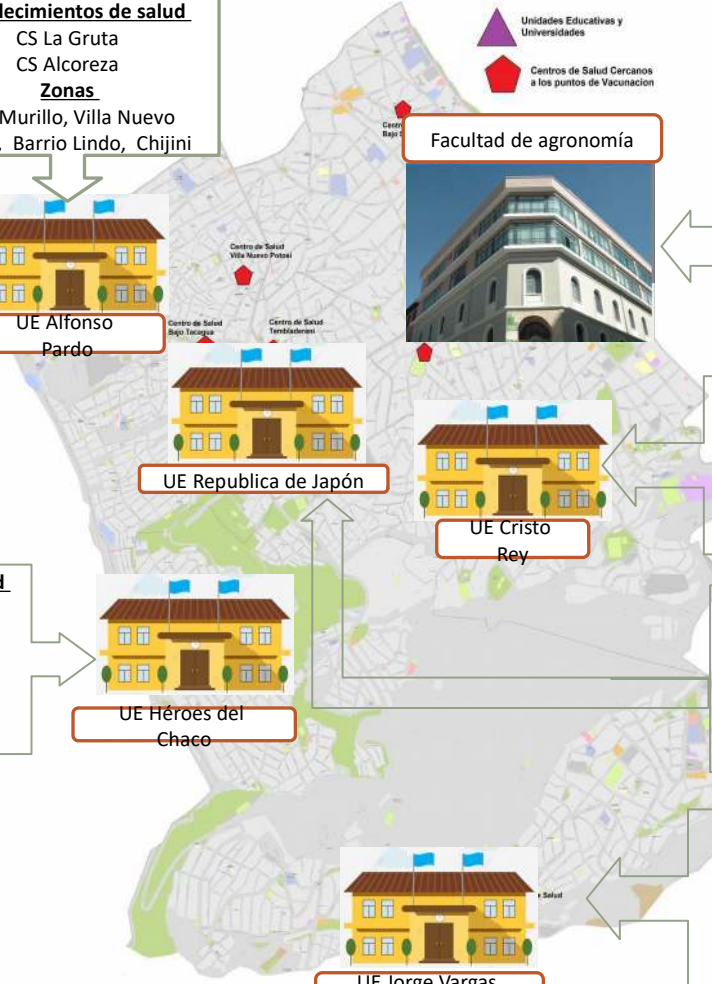 lecimientos de salud
CS La Gruta
CS Alcoreza
Zonas
Murillo, Villa Nuevo
, Barrio Lindo, Chijini
Unidades Educativas y
Universidades
Centros de Salud Cercanos
a los puntos de Vacunacion
Facultad de agronomía
Centro de Salud
Villa Nuevo Potosi
UE Alfonso
Pardo
Centro de Salud
Bajo Tacagua
Centro de Salud
Tembladerani
UE Republica de Japón
UE Cristo
Rey
d
UE Héroes del
Chaco
Salud
UE Jorge Vargas